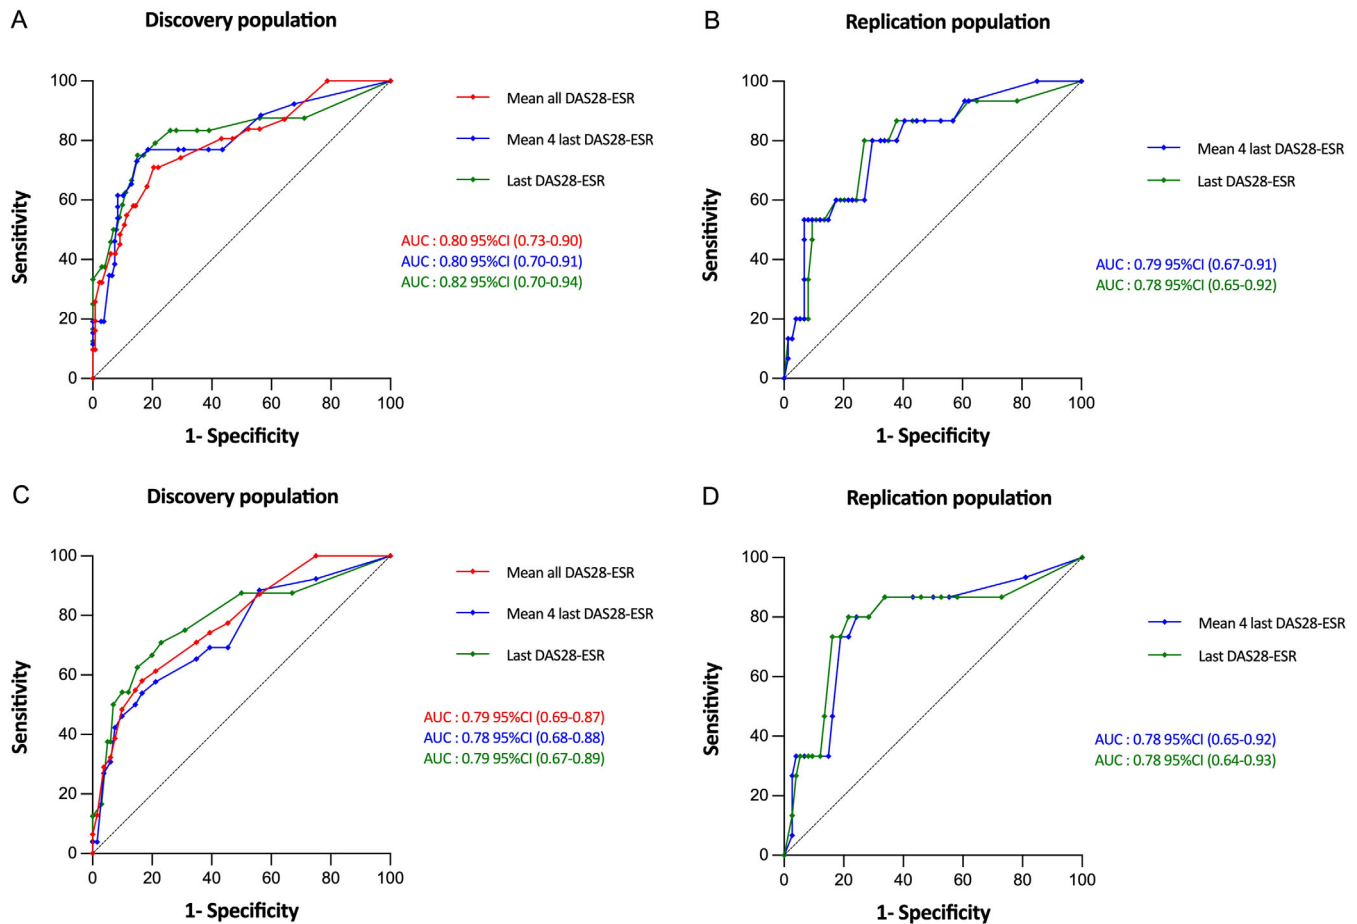 A
Discovery population
100
80
60
40
20
0
Sensitivity
0 20 40 60 80 100
1- Specificity
Mean all DAS28-ESR
Mean 4 last DAS28-ESR
Last DAS28-ESR
AUC : 0.80 95%CI (0.73-0.90)
AUC : 0.80 95%CI (0.70-0.91)
AUC : 0.82 95%CI (0.70-0.94)
B
Replication population
100
80
60
40
20
0
Sensitivity
0 20 40 60 80 100
1- Specificity
Mean 4 last DAS28-ESR
Last DAS28-ESR
AUC : 0.79 95%CI (0.67-0.91)
AUC : 0.78 95%CI (0.65-0.92)
C
Discovery population
100
80
60
40
20
0
Sensitivity
0 20 40 60 80 100
1- Specificity
Mean all DAS28-ESR
Mean 4 last DAS28-ESR
Last DAS28-ESR
AUC : 0.79 95%CI (0.69-0.87)
AUC : 0.78 95%CI (0.68-0.88)
AUC : 0.79 95%CI (0.67-0.89)
D
Replication population
100
80
60
40
20
0
Sensitivity
0 20 40 60 80 100
1- Specificity
Mean 4 last DAS28-ESR
Last DAS28-ESR
AUC : 0.78 95%CI (0.65-0.92)
AUC : 0.78 95%CI (0.64-0.93)